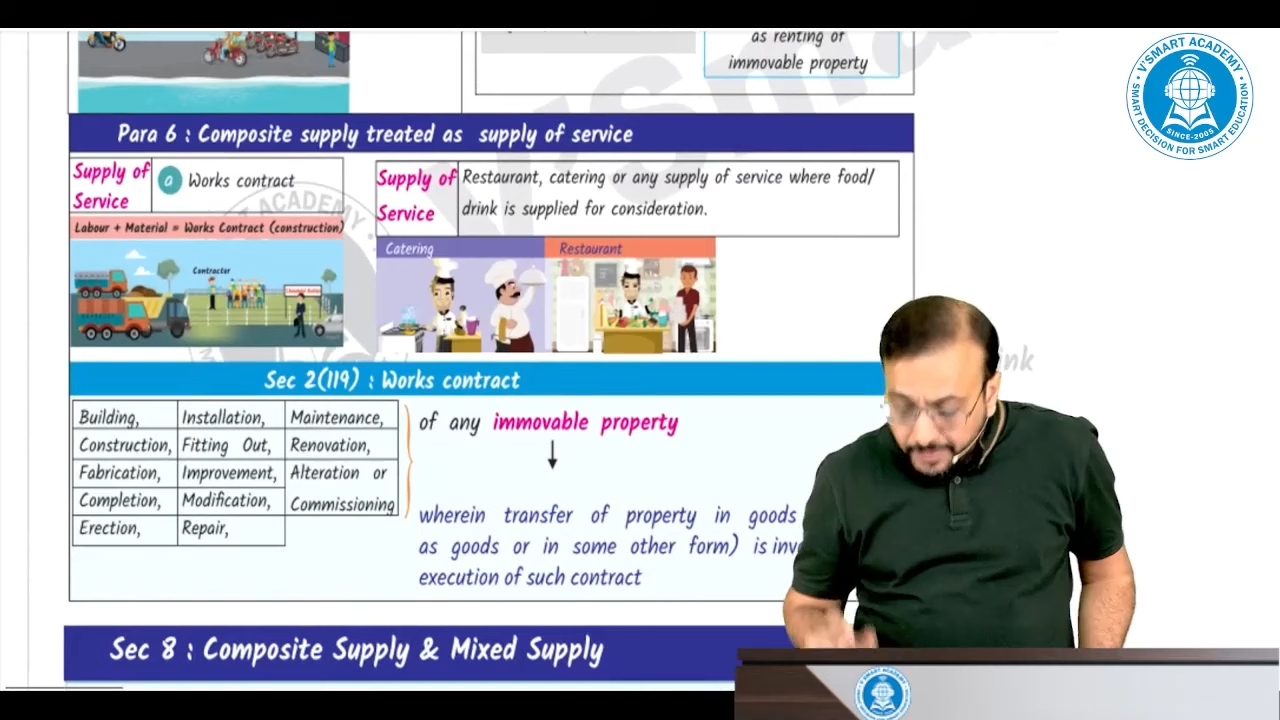 as renting of
immovable property
Para 6 : Composite supply treated as supply of service
Supply of
Service
a Works contract
Labour + Material = Works Contract (construction)
Contractor
Supply of
Service
Restaurant, catering or any supply of service where food/
drink is supplied for consideration.
Catering
Restaurant
Sec 2(119) : Works contract
Building, Installation, Maintenance,
Construction, Fitting Out, Renovation,
Fabrication, Improvement, Alteration or
Completion, Modification, Commissioning
Erection, Repair,
of any immovable property
wherein transfer of property in goods
as goods or in some other form) is inv
execution of such contract
Sec 8 : Composite Supply & Mixed Supply
V'SMART ACADEMY
SMART DECISION FOR SMART EDUCATION
SINCE-2005